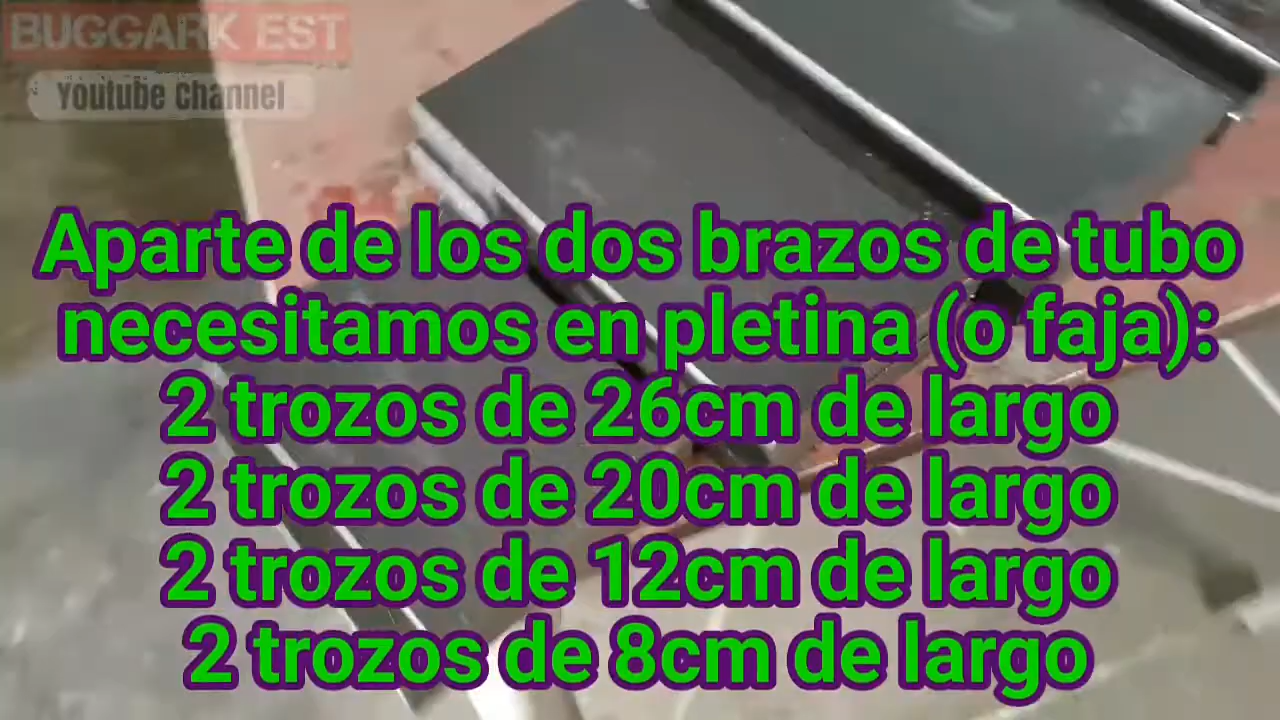 BUGGARK EST
Youtube Channel
Aparte de los dos brazos de tubo
necesitamos en pletina (o faja):
2 trozos de 26cm de largo
2 trozos de 20cm de largo
2 trozos de 12cm de largo
2 trozos de 8cm de largo